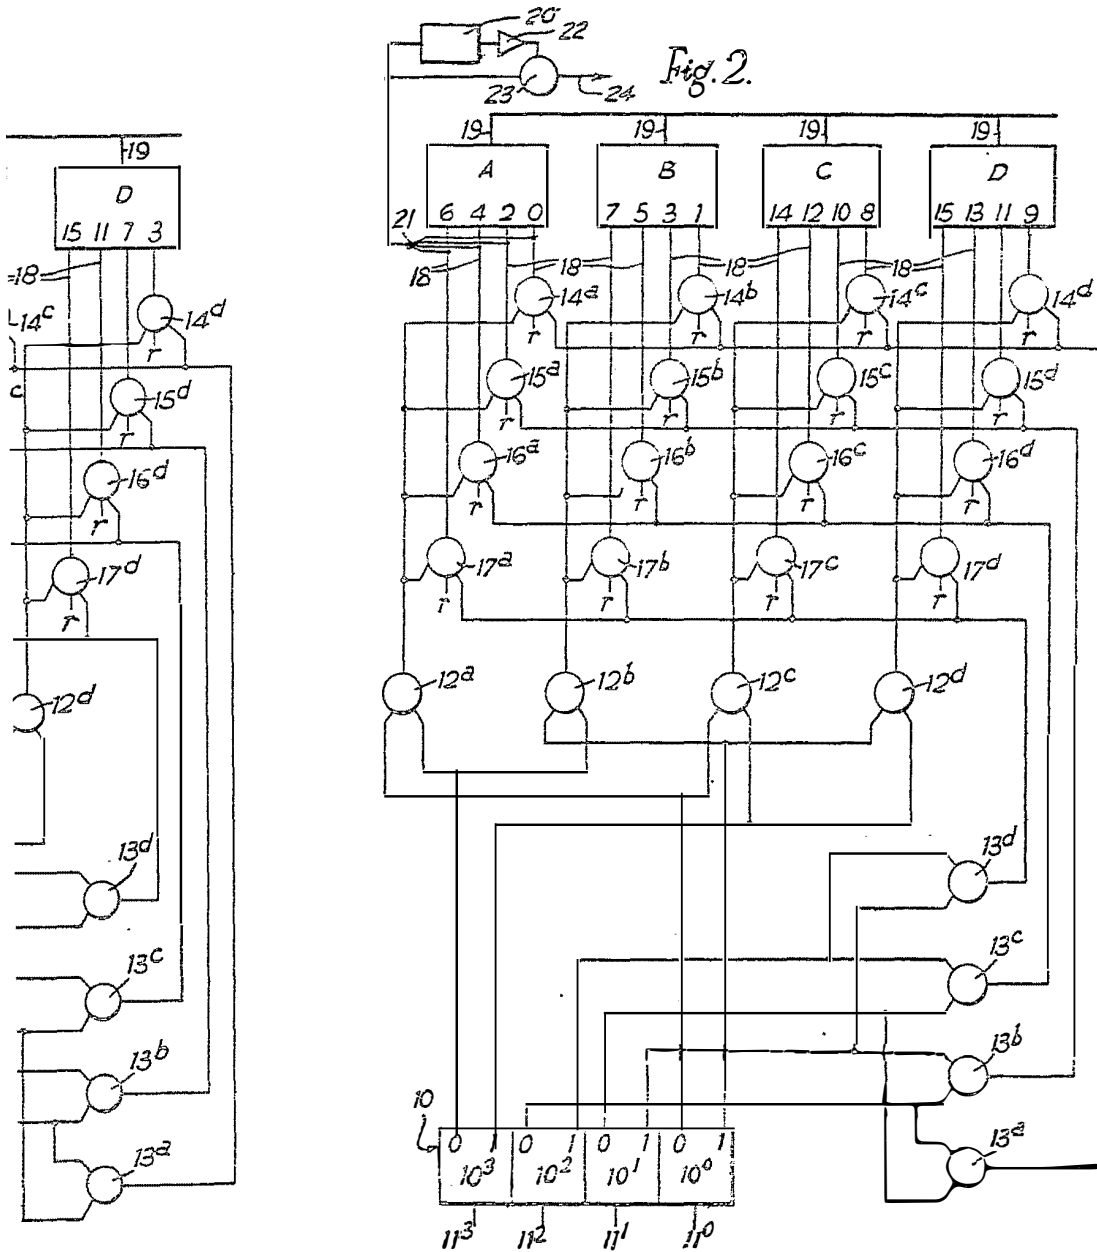 20
22
Fig. 2.
23 24
19 19 19 19 19
D A B C D
15 11 7 3
6 4 2 0
7 5 3 1
14 12 10 8
15 13 11 9
21
18 18 18 18 18
14c 14d 14a 14b 14c 14d
r r r r r
c
15d 15a 15b 15c 15d
r r r r r
16d 16a 16b 16c 16d
r r r r r
17d 17a 17b 17c 17d
r r r r r
12d 12a 12b 12c 12d
13d 13d
13c 13c
13b 13b
10
13a 13a
0 1 0 1 0 1 0 1
10³ 10² 10¹ 10⁰
11³ 11² 11¹ 11⁰